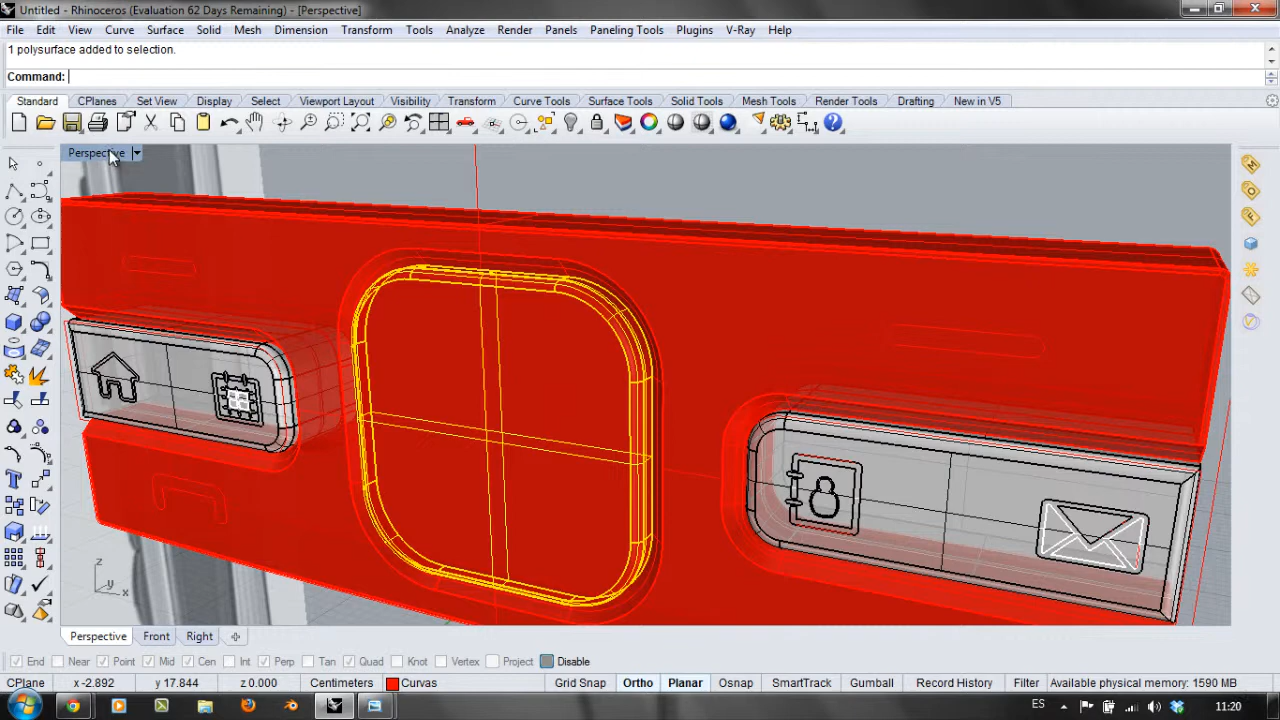 Untitled - Rhinoceros (Evaluation 62 Days Remaining) - [Perspective]
File Edit View Curve Surface Solid Mesh Dimension Transform Tools Analyze Render Panels Paneling Tools Plugins V-Ray Help
1 polysurface added to selection.
Command:
Standard CPlanes Set View Display Select Viewport Layout Visibility Transform Curve Tools Surface Tools Solid Tools Mesh Tools Render Tools Drafting New in V5
Perspective
z
y
x
Perspective Front Right
End Near Point Mid Cen Int Perp Tan Quad Knot Vertex Project Disable
CPlane x -2.892 y 17.844 z 0.000 Centimeters Curvas Grid Snap Ortho Planar Osnap SmartTrack Gumball Record History Filter Available physical memory: 1590 MB
ES 11:20